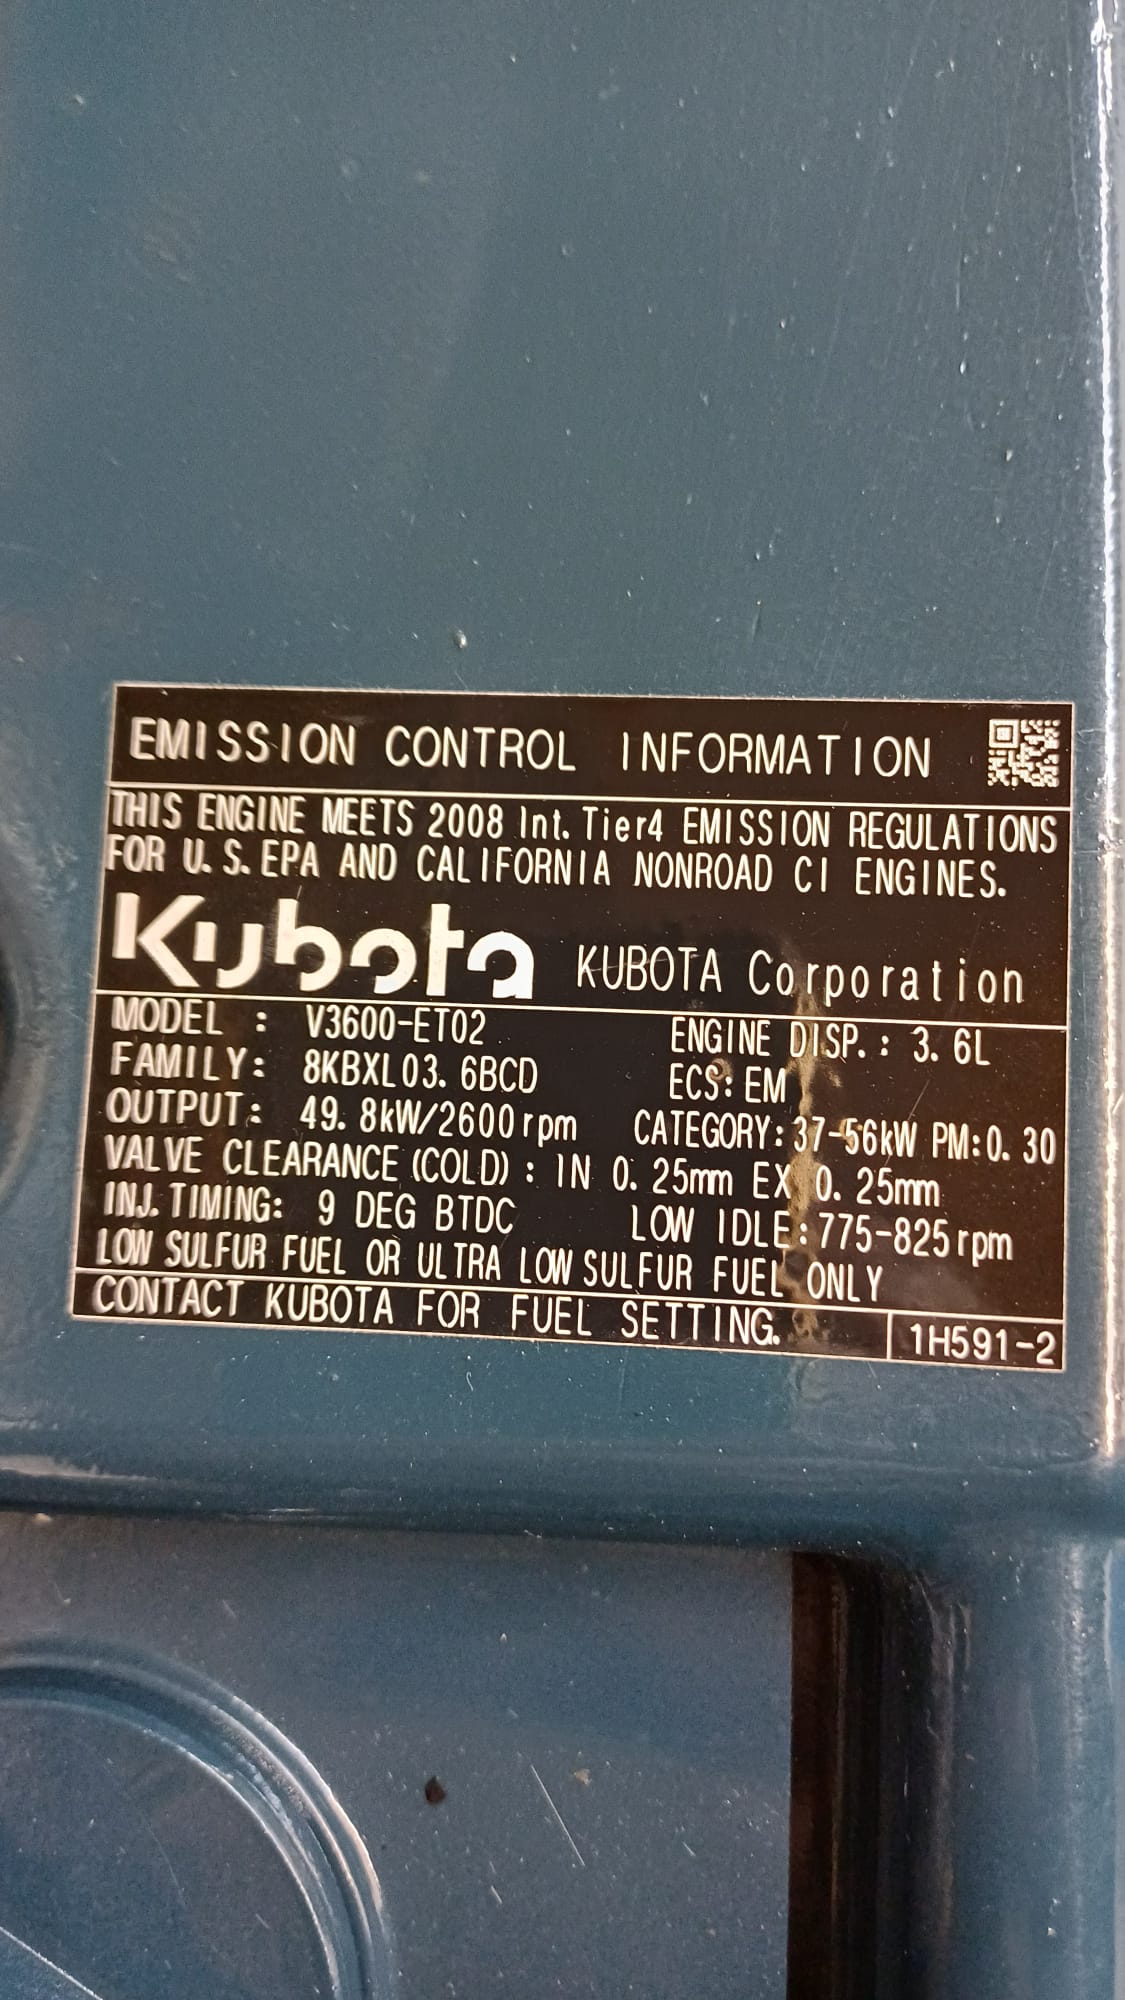 EMISSION CONTROL INFORMATION
THIS ENGINE MEETS 2008 Int. Tier4 EMISSION REGULATIONS
FOR U.S. EPA AND CALIFORNIA NONROAD CI ENGINES.
Kubota KUBOTA Corporation
MODEL : V3600-ET02 ENGINE DISP. : 3.6L
FAMILY: 8KBXL03.6BCD ECS: EM
OUTPUT: 49.8kW/2600rpm CATEGORY: 37-56kW PM:0.30
VALVE CLEARANCE (COLD) : IN 0.25mm EX 0.25mm
INJ. TIMING: 9 DEG BTDC LOW IDLE: 775-825rpm
LOW SULFUR FUEL OR ULTRA LOW SULFUR FUEL ONLY
CONTACT KUBOTA FOR FUEL SETTING. 1H591-2